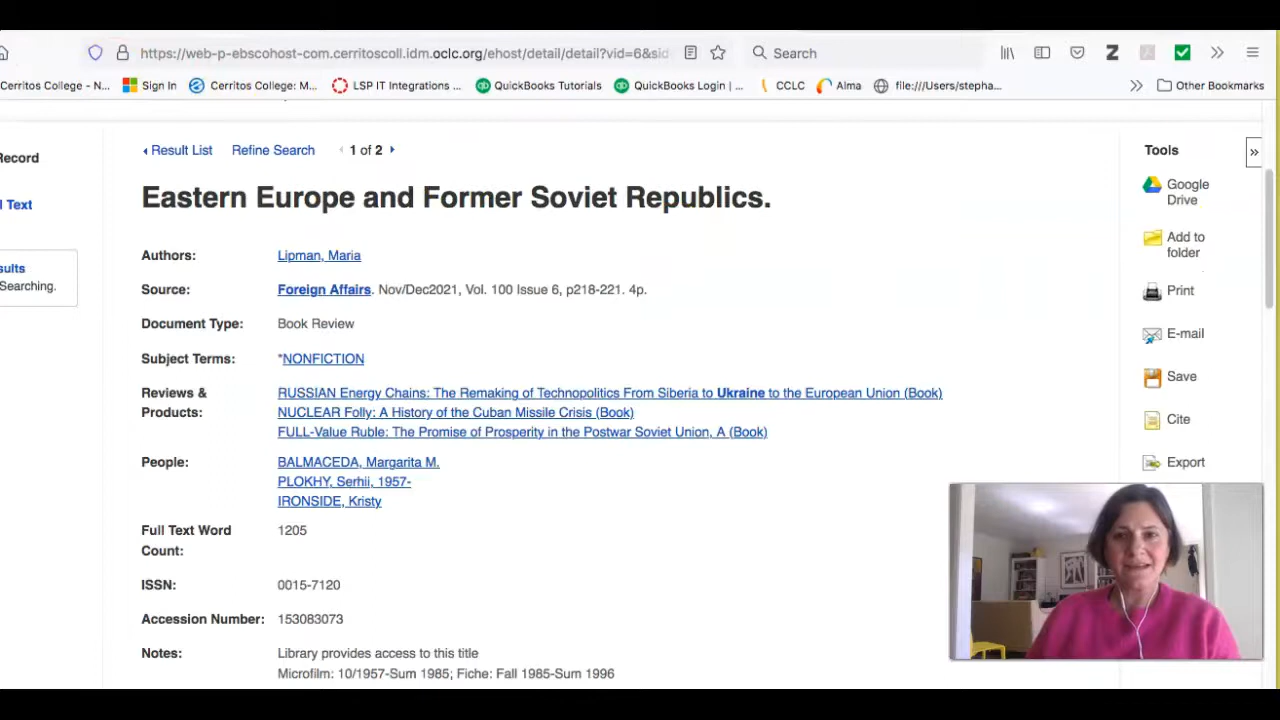 https://web-p-ebscohost-com.cerritoscoll.idm.oclc.org/ehost/detail/detail?vid=6&sid
Search
Z
Cerritos College - N...
Sign In
Cerritos College: M...
LSP IT Integrations ...
QuickBooks Tutorials
QuickBooks Login | ...
CCLC
Alma
file:///Users/stepha...
Other Bookmarks
Record
Result List
Refine Search
1 of 2
Tools
»
Eastern Europe and Former Soviet Republics.
Google
Drive
l Text
Authors:
Lipman, Maria
Add to
folder
sults
Searching.
Source:
Foreign Affairs. Nov/Dec2021, Vol. 100 Issue 6, p218-221. 4p.
Print
Document Type:
Book Review
E-mail
Subject Terms:
*NONFICTION
Save
Reviews &
Products:
RUSSIAN Energy Chains: The Remaking of Technopolitics From Siberia to Ukraine to the European Union (Book)
NUCLEAR Folly: A History of the Cuban Missile Crisis (Book)
FULL-Value Ruble: The Promise of Prosperity in the Postwar Soviet Union, A (Book)
Cite
People:
BALMACEDA, Margarita M.
PLOKHY, Serhii, 1957-
IRONSIDE, Kristy
Export
Full Text Word
Count:
1205
ISSN:
0015-7120
Accession Number:
153083073
Notes:
Library provides access to this title
Microfilm: 10/1957-Sum 1985; Fiche: Fall 1985-Sum 1996